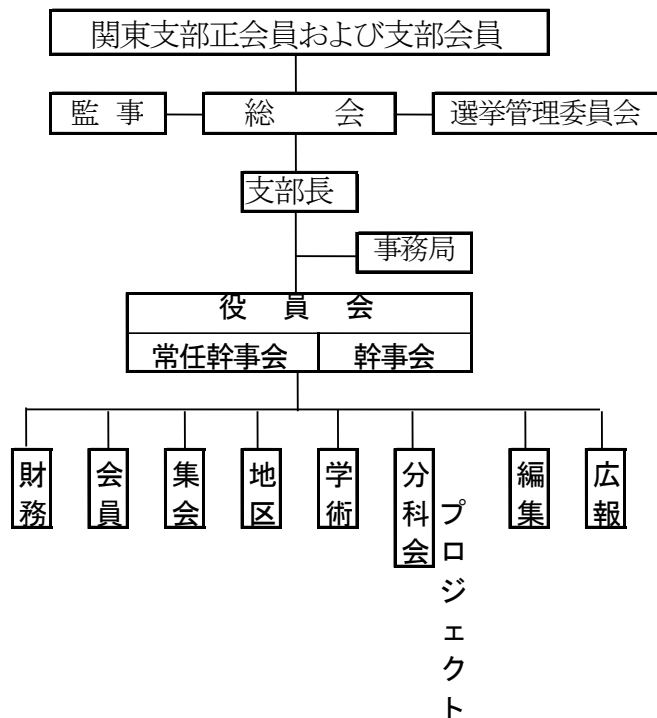 関東支部正会員および支部会員
監 事
総 会
選挙管理委員会
支部長
事務局
役 員 会
常任幹事会
幹事会
財務
会員
集会
地区
学術
分科会
プロジェクト
編集
広報